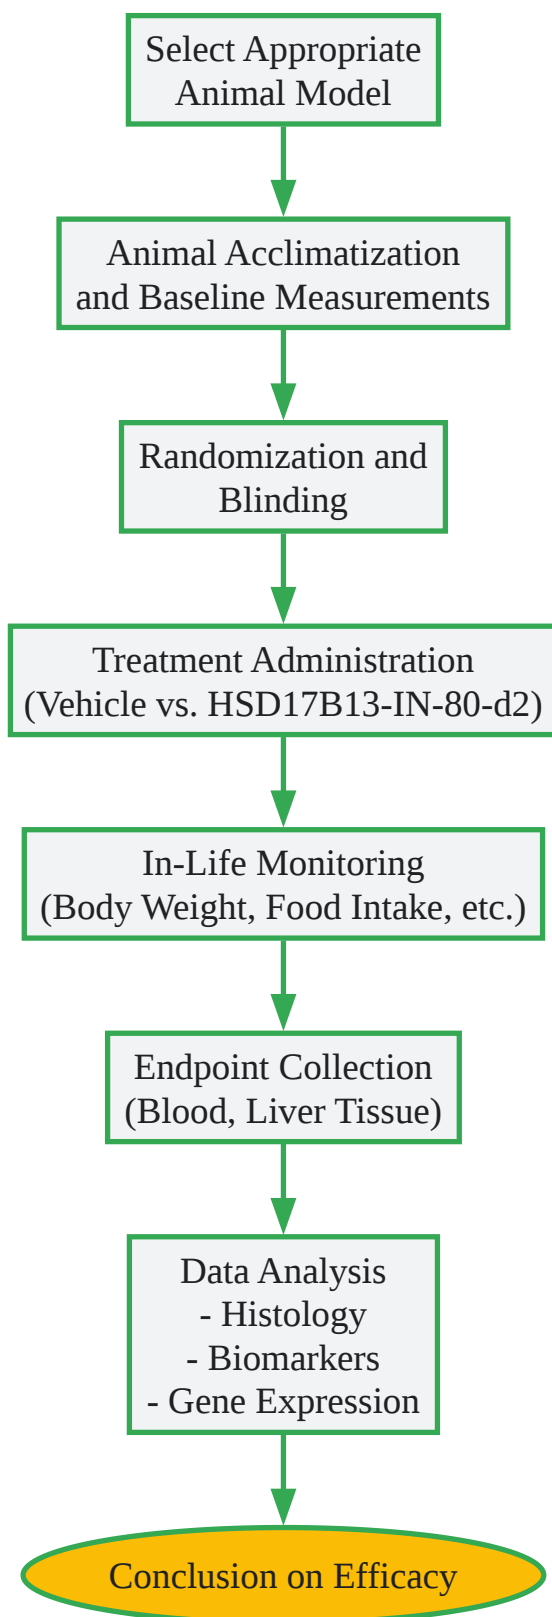 Select Appropriate
Animal Model
Animal Acclimatization
and Baseline Measurements
Randomization and
Blinding
Treatment Administration
(Vehicle vs. HSD17B13-IN-80-d2)
In-Life Monitoring
(Body Weight, Food Intake, etc.)
Endpoint Collection
(Blood, Liver Tissue)
Data Analysis
- Histology
- Biomarkers
- Gene Expression
Conclusion on Efficacy